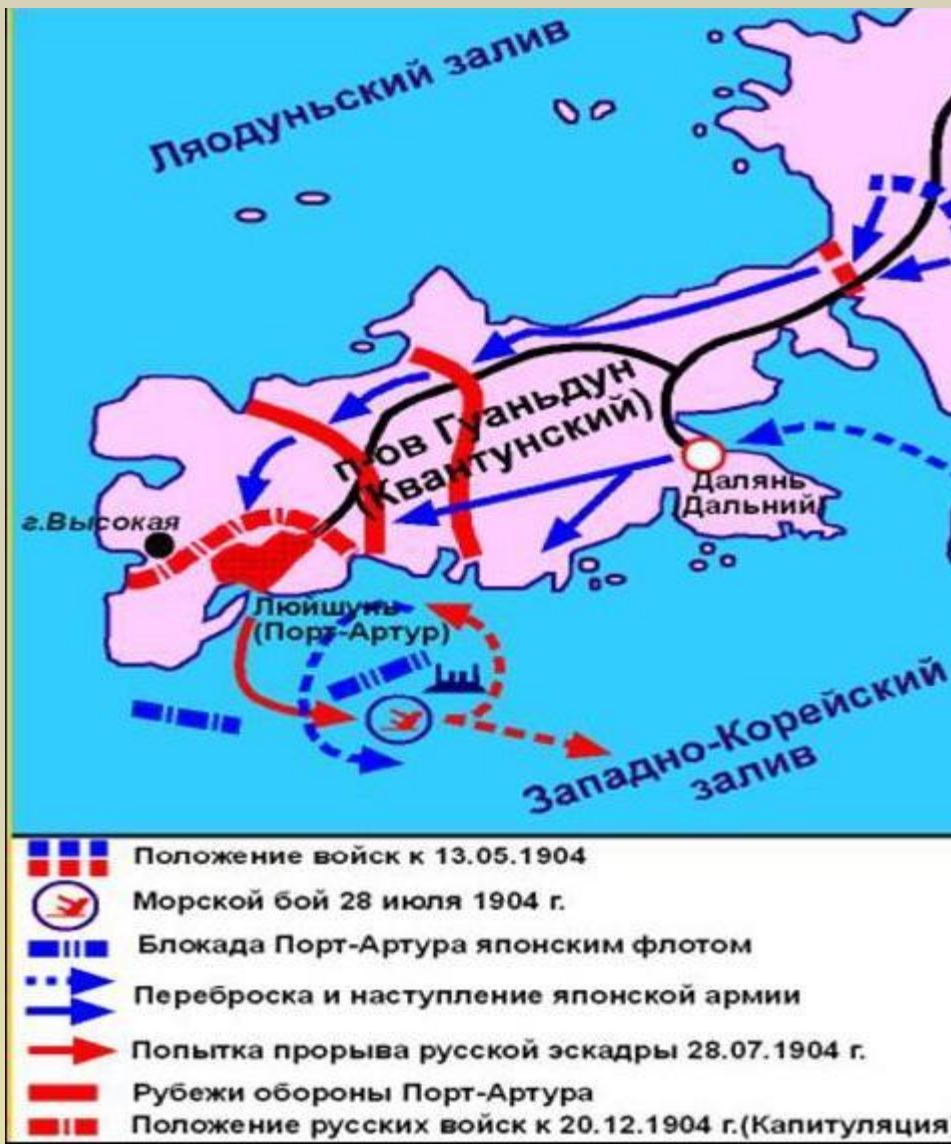 Ляодуньский залив
п-ов Гуаньдун
(Квантунский)
Далянь
Дальний)
г.Высокая
Люйшунь
(Порт-Артур)
Западно-Корейский
залив
Положение войск к 13.05.1904
Морской бой 28 июля 1904 г.
Блокада Порт-Артура японским флотом
Переброска и наступление японской армии
Попытка прорыва русской эскадры 28.07.1904 г.
Рубежи обороны Порт-Артура
Положение русских войск к 20.12.1904 г.(Капитуляция